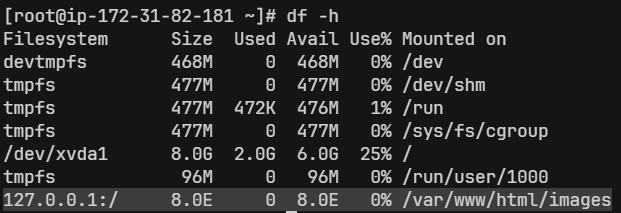 [root@ip-172-31-82-181 ~]# df -h
Filesystem      Size  Used Avail Use% Mounted on
devtmpfs        468M     0  468M   0% /dev
tmpfs           477M     0  477M   0% /dev/shm
tmpfs           477M  472K  476M   1% /run
tmpfs           477M     0  477M   0% /sys/fs/cgroup
/dev/xvda1      8.0G  2.0G  6.0G  25% /
tmpfs            96M     0   96M   0% /run/user/1000
127.0.0.1:/     8.0E     0  8.0E   0% /var/www/html/images